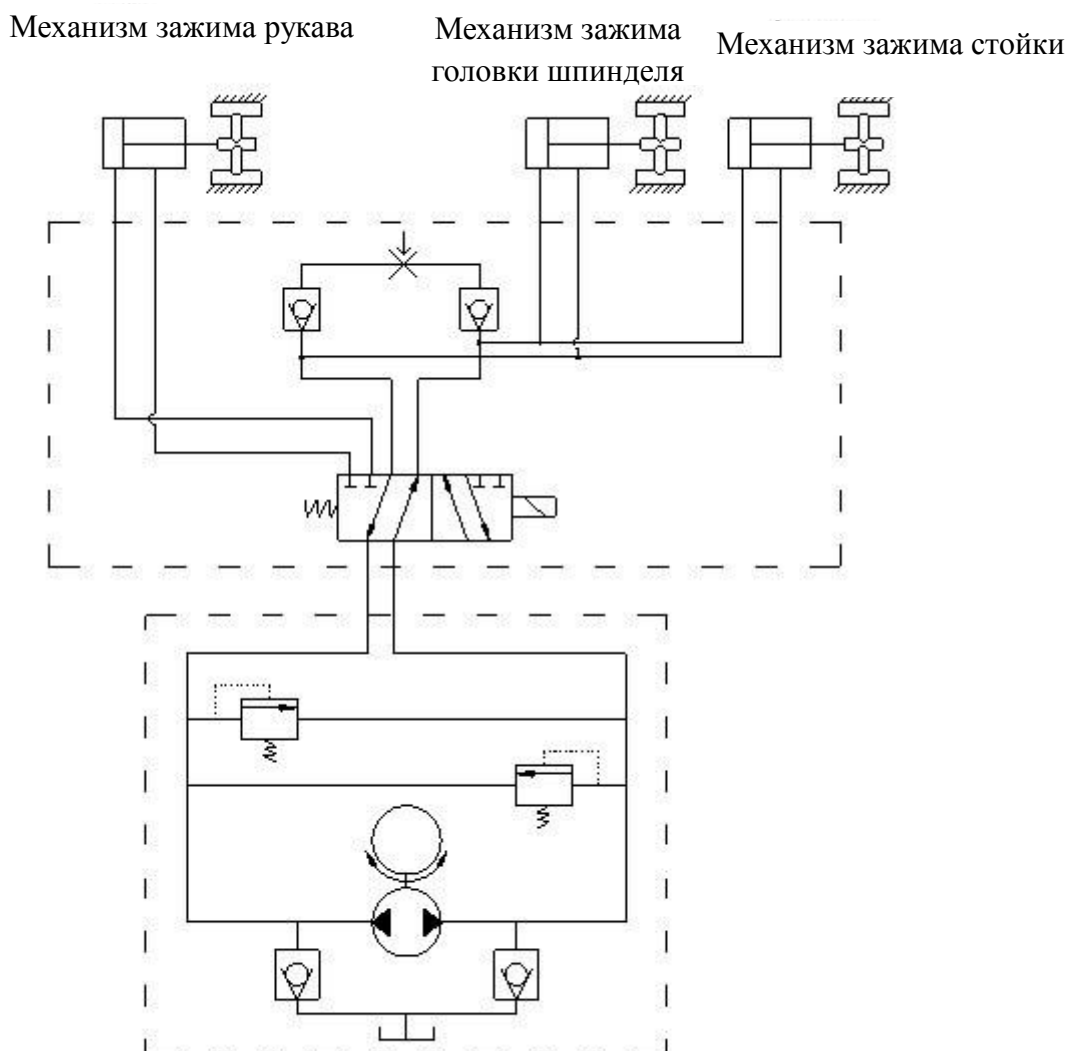 Механизм зажима рукава
Механизм зажима
головки шпинделя
Механизм зажима стойки